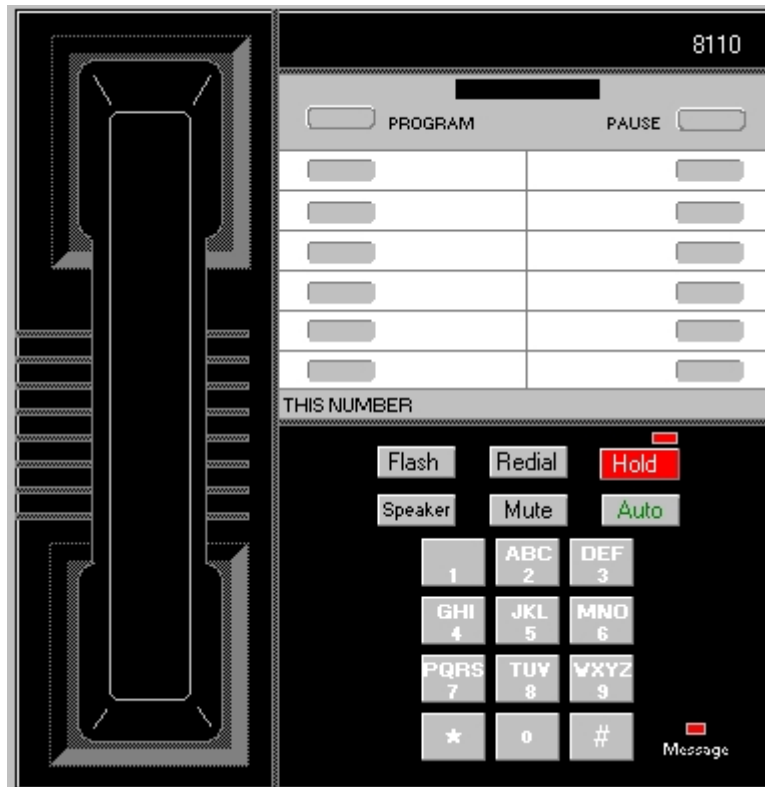 8110
PROGRAM PAUSE
THIS NUMBER
Flash Redial Hold
Speaker Mute Auto
1 ABC 2 DEF 3
GHI 4 JKL 5 MNO 6
PQRS 7 TUV 8 WXYZ 9
* 0 #
Message